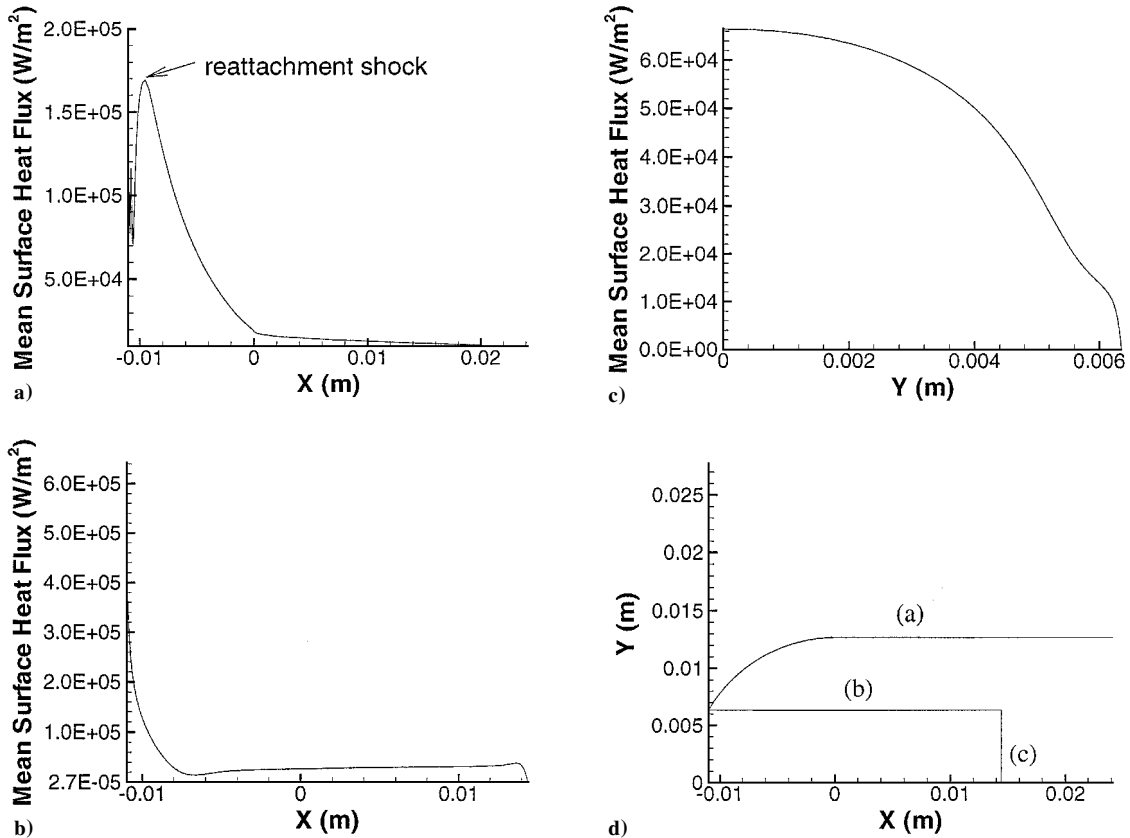 Mean Surface Heat Flux (W/m²)
2.0E+05
1.5E+05
1.0E+05
5.0E+04
reattachment shock
-0.01 0 0.01 0.02
X (m)
a)
Mean Surface Heat Flux (W/m²)
6.0E+04
5.0E+04
4.0E+04
3.0E+04
2.0E+04
1.0E+04
0.0E+00
0 0.002 0.004 0.006
Y (m)
c)
Mean Surface Heat Flux (W/m²)
6.0E+05
5.0E+05
4.0E+05
3.0E+05
2.0E+05
1.0E+05
2.7E-05
-0.01 0 0.01
X (m)
b)
Y (m)
0.025
0.02
0.015
0.01
0.005
0
(a)
(b)
(c)
-0.01 0 0.01 0.02
X (m)
d)